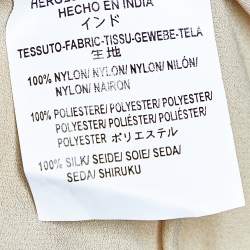 HECHO EN INDIA
インド
TESSUTO-FABRIC-TISSU-GEWEBE-TELA
生地
100% NYLON/ NYLON/ NYLON/ NILÓN/
NYLON/ NAIRON
100% POLIESTERE/ POLYESTER/ POLYESTER/
POLYESTER/ POLIÉSTER/ POLIÉSTER/
POLYESTER ポリエステル
100% SILK/ SEIDE/ SOIE/ SEDA/
SEDA/ SHIRUKU